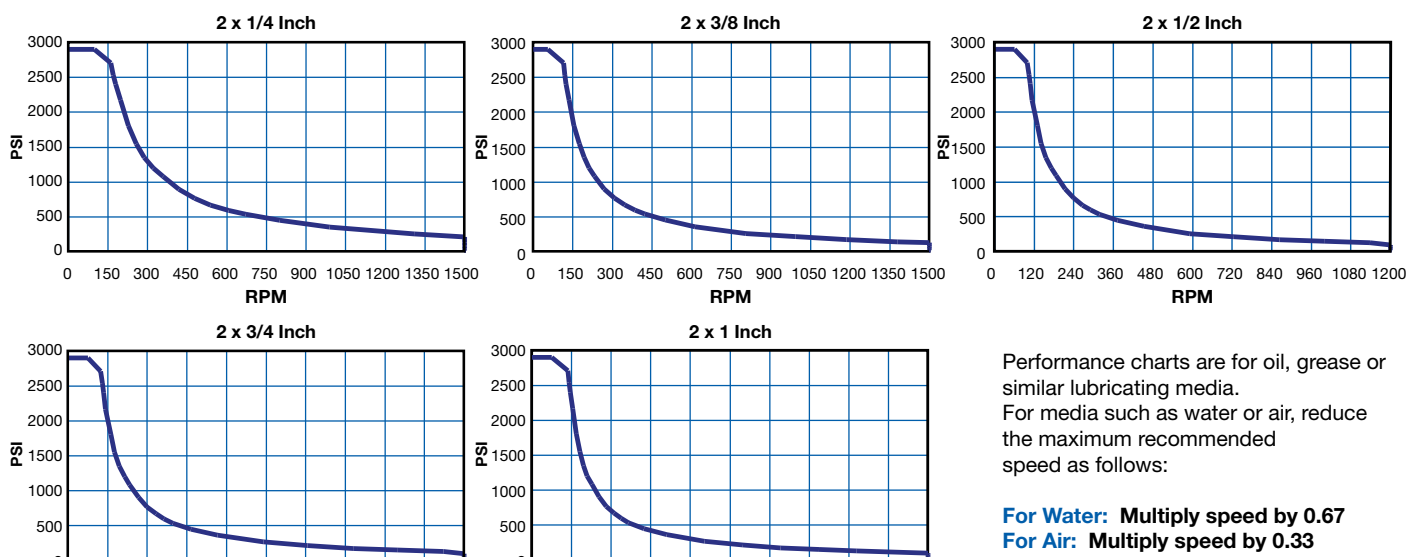 2 x 1/4 Inch
3000
2500
2000
1500
1000
500
0
PSI
0 150 300 450 600 750 900 1050 1200 1350 1500
RPM
2 x 3/8 Inch
3000
2500
2000
1500
1000
500
0
PSI
0 150 300 450 600 750 900 1050 1200 1350 1500
RPM
2 x 1/2 Inch
3000
2500
2000
1500
1000
500
0
PSI
0 120 240 360 480 600 720 840 960 1080 1200
RPM
2 x 3/4 Inch
3000
2500
2000
1500
1000
500
PSI
2 x 1 Inch
3000
2500
2000
1500
1000
500
PSI
Performance charts are for oil, grease or
similar lubricating media.
For media such as water or air, reduce
the maximum recommended
speed as follows:
For Water: Multiply speed by 0.67
For Air: Multiply speed by 0.33